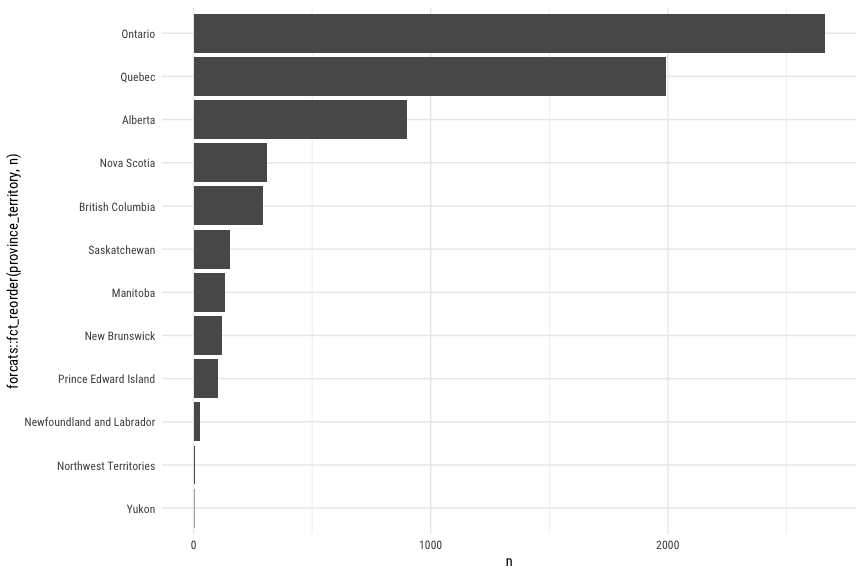 Ontario
Quebec
Alberta
Nova Scotia
British Columbia
Saskatchewan
Manitoba
New Brunswick
Prince Edward Island
Newfoundland and Labrador
Northwest Territories
Yukon
forcats::fct_reorder(province_territory, n)
0 1000 2000
n